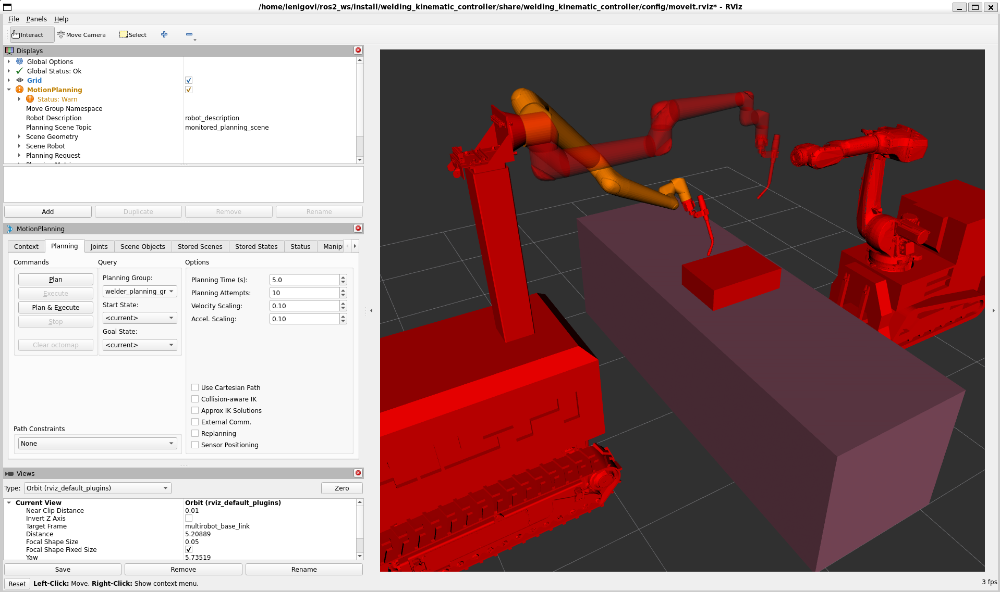 /home/lenigovi/ros2_ws/install/welding_kinematic_controller/share/welding_kinematic_controller/config/moveit.rviz* - RViz
File Panels Help
Interact Move Camera Select
Displays
Global Options
Global Status: Ok
Grid
MotionPlanning
Status: Warn
Move Group Namespace
Robot Description robot_description
Planning Scene Topic monitored_planning_scene
Scene Geometry
Scene Robot
Planning Request
Add Duplicate Remove Rename
MotionPlanning
Context Planning Joints Scene Objects Stored Scenes Stored States Status Manipu
Commands Query Options
Plan
Execute
Plan & Execute
Stop
Clear octomap
Planning Group:
welder_planning_gr
Start State:
<current>
Goal State:
<current>
Planning Time (s): 5.0
Planning Attempts: 10
Velocity Scaling: 0.10
Accel. Scaling: 0.10
Use Cartesian Path
Collision-aware IK
Approx IK Solutions
External Comm.
Replanning
Sensor Positioning
Path Constraints
None
Views
Type: Orbit (rviz_default_plugins) Zero
Current View Orbit (rviz_default_plugins)
Near Clip Distance 0.01
Invert Z Axis
Target Frame multirobot_base_link
Distance 5.20889
Focal Shape Size 0.05
Focal Shape Fixed Size
Yaw 5.73519
Save Remove Rename
Reset Left-Click: Move. Right-Click: Show context menu.
3 fps